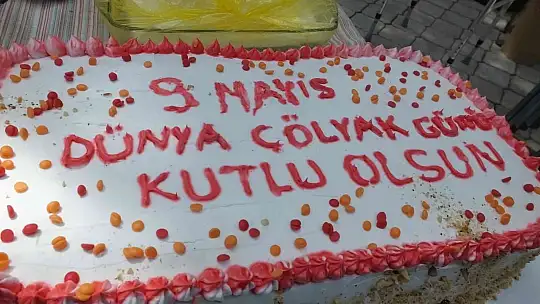 9 MAYIS
DÜNYA ÇÖLYAK GÜNÜ
KUTLU OLSUN